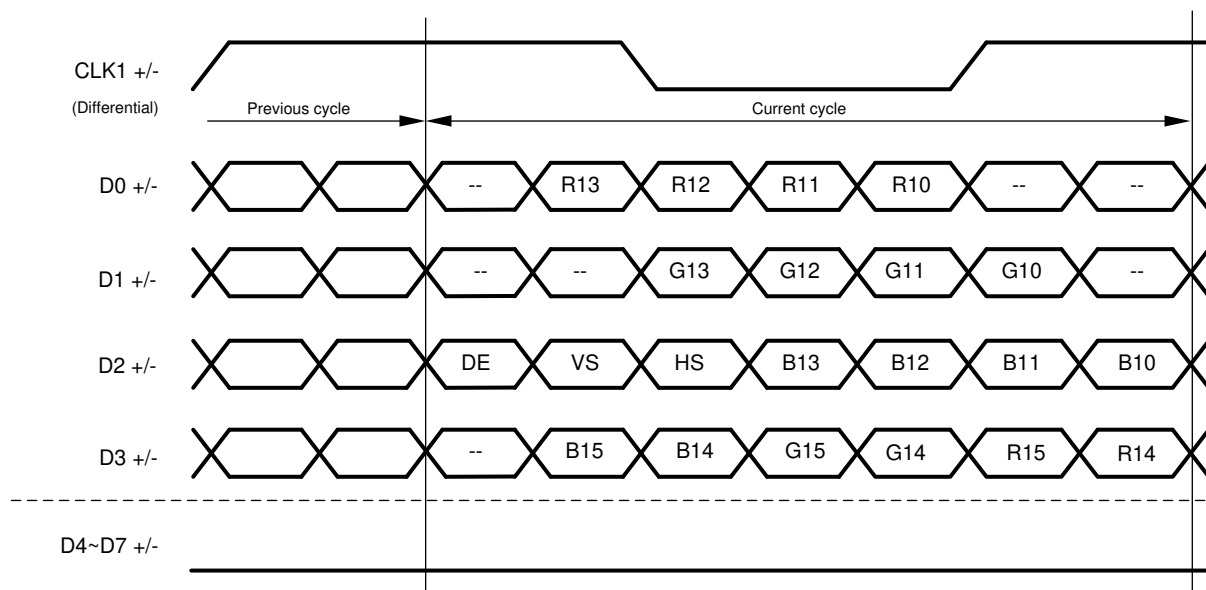 CLK1 +/-
(Differential)
Previous cycle
Current cycle
D0 +/- -- R13 R12 R11 R10 -- --
D1 +/- -- -- G13 G12 G11 G10 --
D2 +/- DE VS HS B13 B12 B11 B10
D3 +/- -- B15 B14 G15 G14 R15 R14
D4~D7 +/-